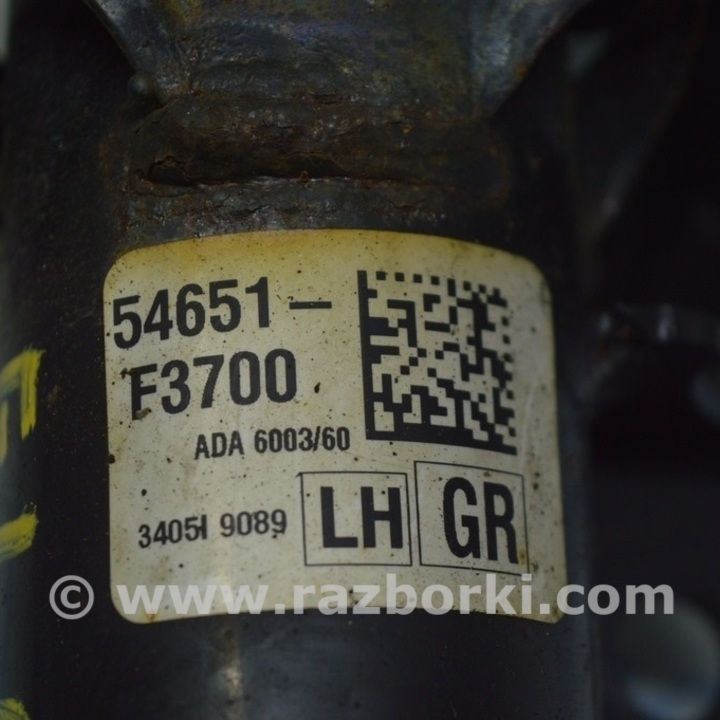 54651-
F3700
ADA 6003/60
34051 9089
LH
GR
© www.razborki.com